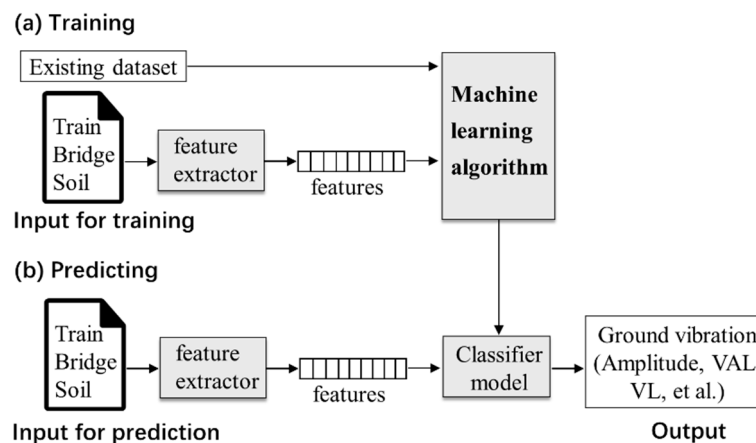 (a) Training
Existing dataset
Train
Bridge
Soil
feature
extractor
features
Machine
learning
algorithm
Input for training
(b) Predicting
Train
Bridge
Soil
feature
extractor
features
Classifier
model
Ground vibration
(Amplitude, VAL
VL, et al.)
Input for prediction
Output